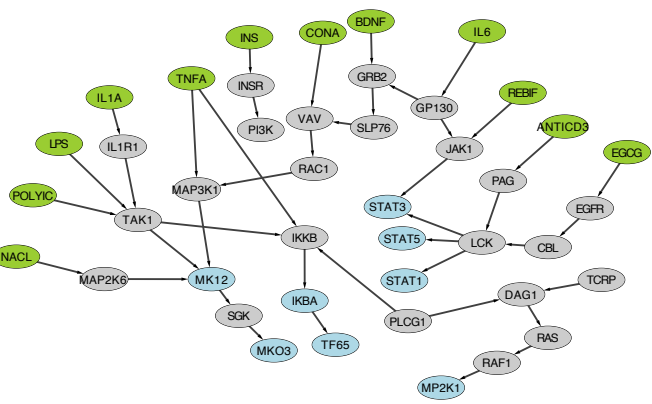 BDNF
IL6
CONA
INS
GRB2
TNFA
INSR
REBIF
IL1A
GP130
VAV
SLP76
ANTICD3
PI3K
LPS
IL1R1
JAK1
EGCG
RAC1
PAG
MAP3K1
POLYIC
STAT3
EGFR
TAK1
IKKB
STAT5
LCK
CBL
NACL
MAP2K6
MK12
STAT1
TCRP
IKBA
DAG1
SGK
PLCG1
RAS
TF65
MKO3
RAF1
MP2K1